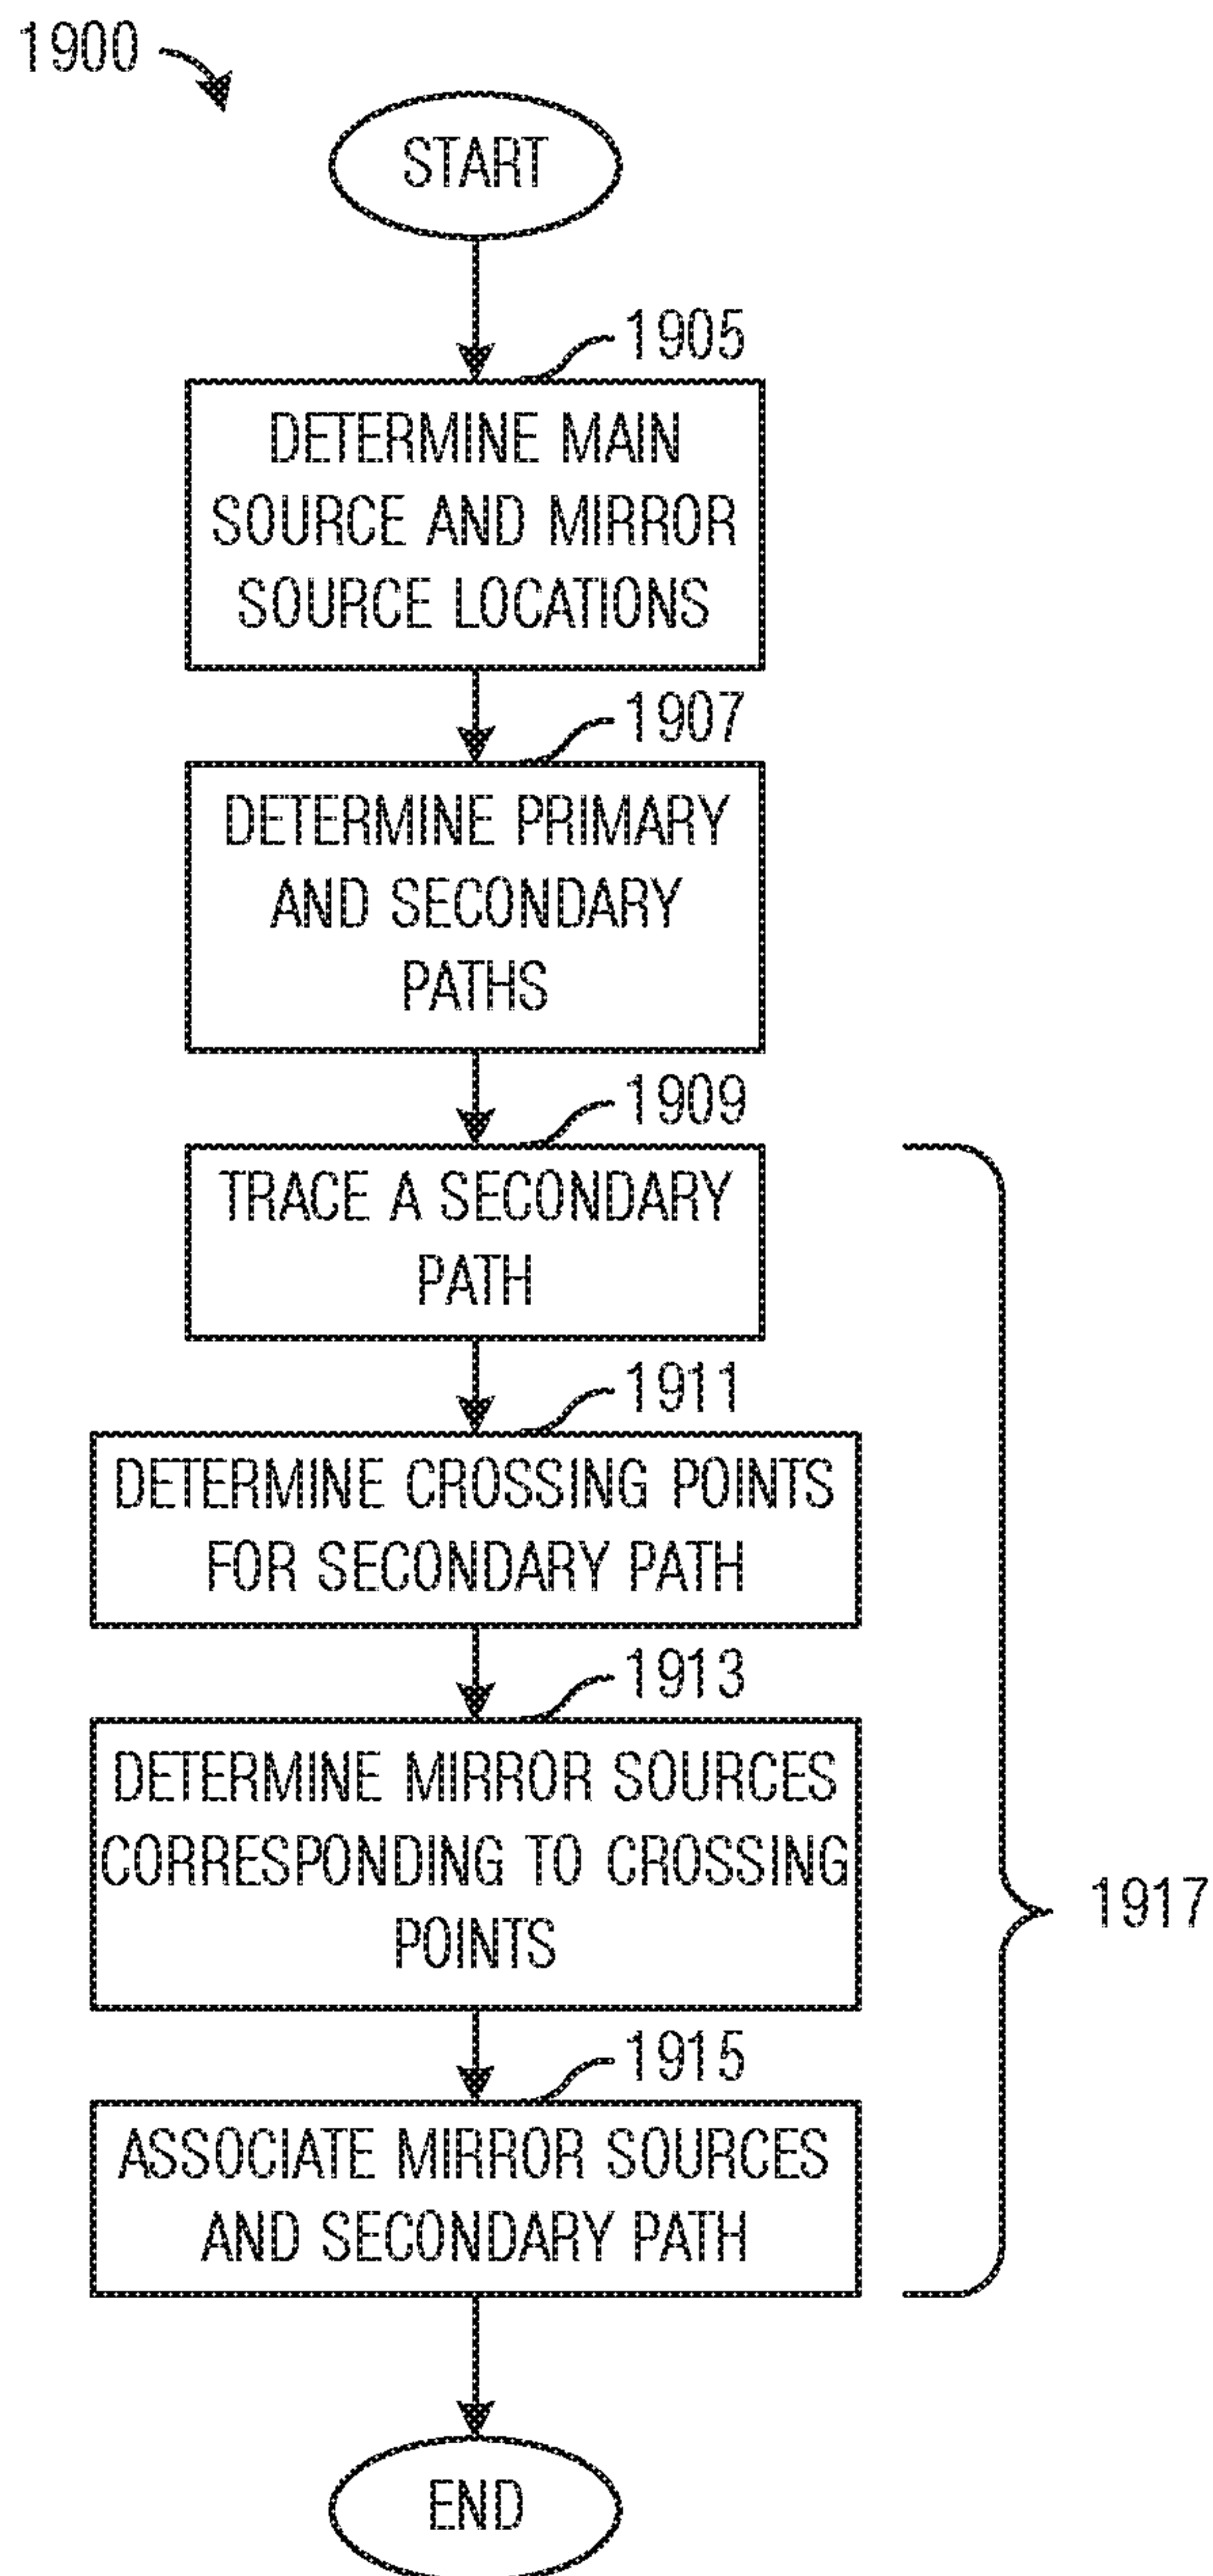 1900
START
1905
DETERMINE MAIN
SOURCE AND MIRROR
SOURCE LOCATIONS
1907
DETERMINE PRIMARY
AND SECONDARY
PATHS
1909
TRACE A SECONDARY
PATH
1911
DETERMINE CROSSING POINTS
FOR SECONDARY PATH
1913
DETERMINE MIRROR SOURCES
CORRESPONDING TO CROSSING
POINTS
1917
1915
ASSOCIATE MIRROR SOURCES
AND SECONDARY PATH
END